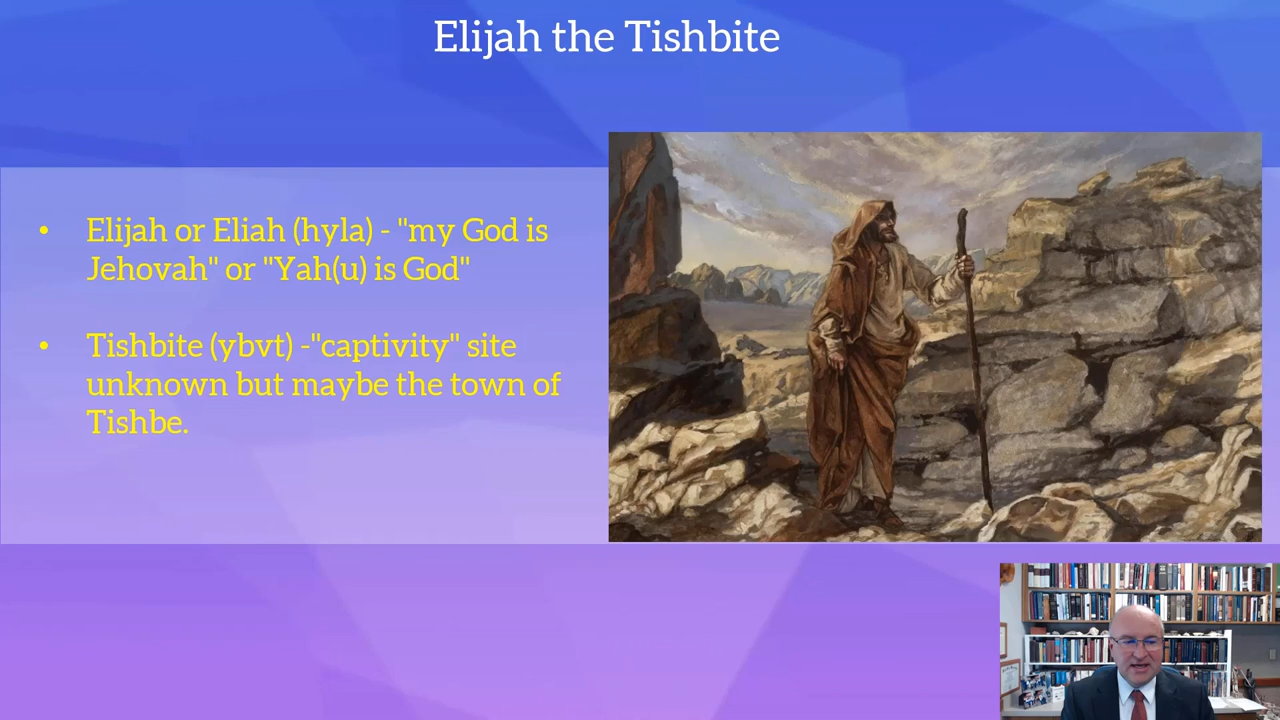 Elijah the Tishbite
• Elijah or Eliah (hyla) - "my God is
Jehovah" or "Yah(u) is God"
• Tishbite (ybvt) -"captivity" site
unknown but maybe the town of
Tishbe.